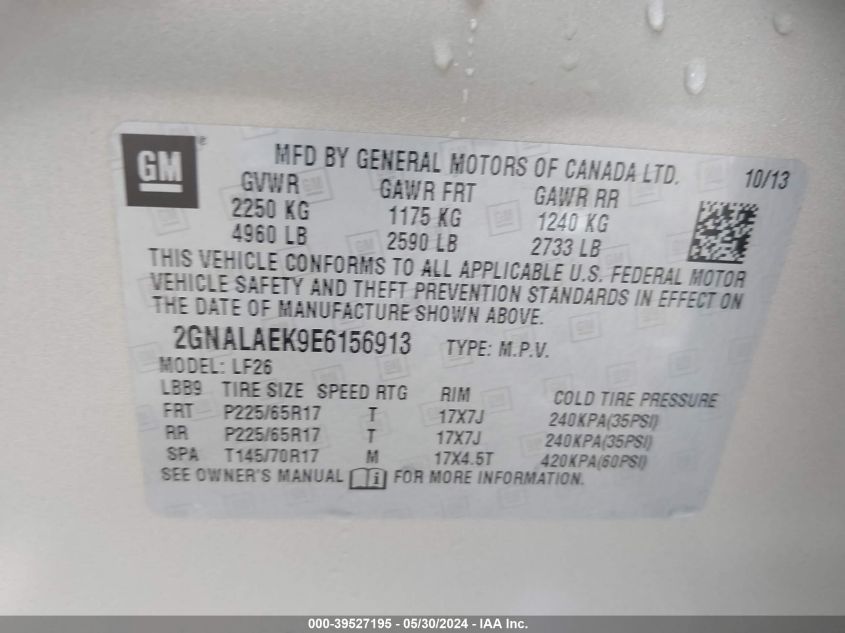 GM ®
MFD BY GENERAL MOTORS OF CANADA LTD. 10/13
GVWR GAWR FRT GAWR RR
2250 KG 1175 KG 1240 KG
4960 LB 2590 LB 2733 LB
THIS VEHICLE CONFORMS TO ALL APPLICABLE U.S. FEDERAL MOTOR
VEHICLE SAFETY AND THEFT PREVENTION STANDARDS IN EFFECT ON
THE DATE OF MANUFACTURE SHOWN ABOVE.
2GNALAEK9E6156913 TYPE: M.P.V.
MODEL: LF26
LBB9 TIRE SIZE SPEED RTG RIM COLD TIRE PRESSURE
FRT P225/65R17 T 17X7J 240KPA(35PSI)
RR P225/65R17 T 17X7J 240KPA(35PSI)
SPA T145/70R17 M 17X4.5T 420KPA(60PSI)
SEE OWNER'S MANUAL FOR MORE INFORMATION.
000-39527195 - 05/30/2024 - IAA Inc.